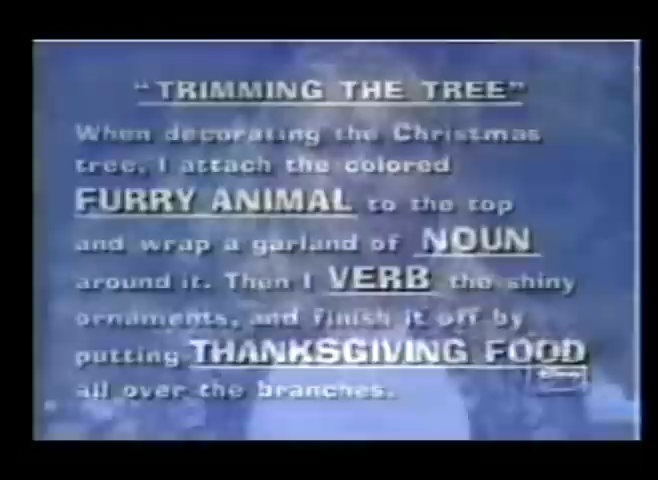 "TRIMMING THE TREE"
When decorating the Christmas
tree, I attach the colored
FURRY ANIMAL to the top
and wrap a garland of NOUN
around it. Then I VERB the shiny
ornaments, and finish it off by
putting THANKSGIVING FOOD
all over the branches.
Disney